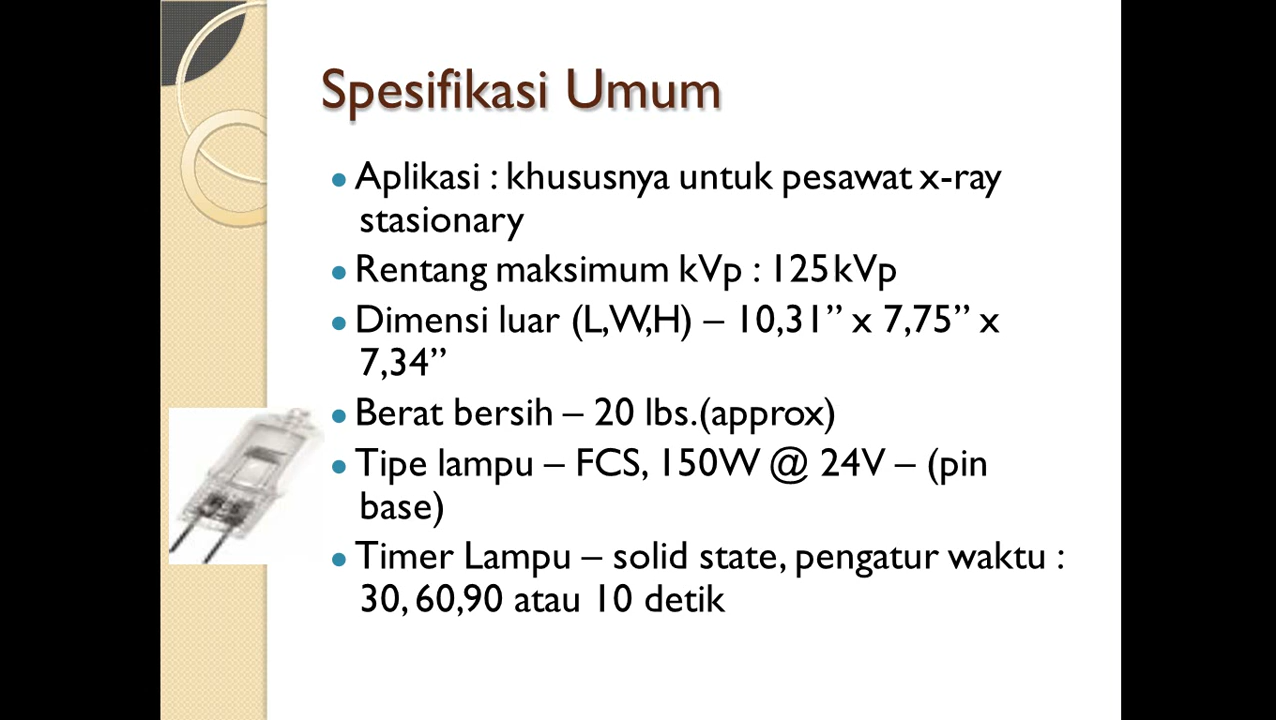 Spesifikasi Umum
Aplikasi : khususnya untuk pesawat x-ray
stasionary
Rentang maksimum kVp : 125kVp
Dimensi luar (L,W,H) – 10,31” x 7,75” x
7,34”
Berat bersih – 20 lbs.(approx)
Tipe lampu – FCS, 150W @ 24V – (pin
base)
Timer Lampu – solid state, pengatur waktu :
30, 60,90 atau 10 detik